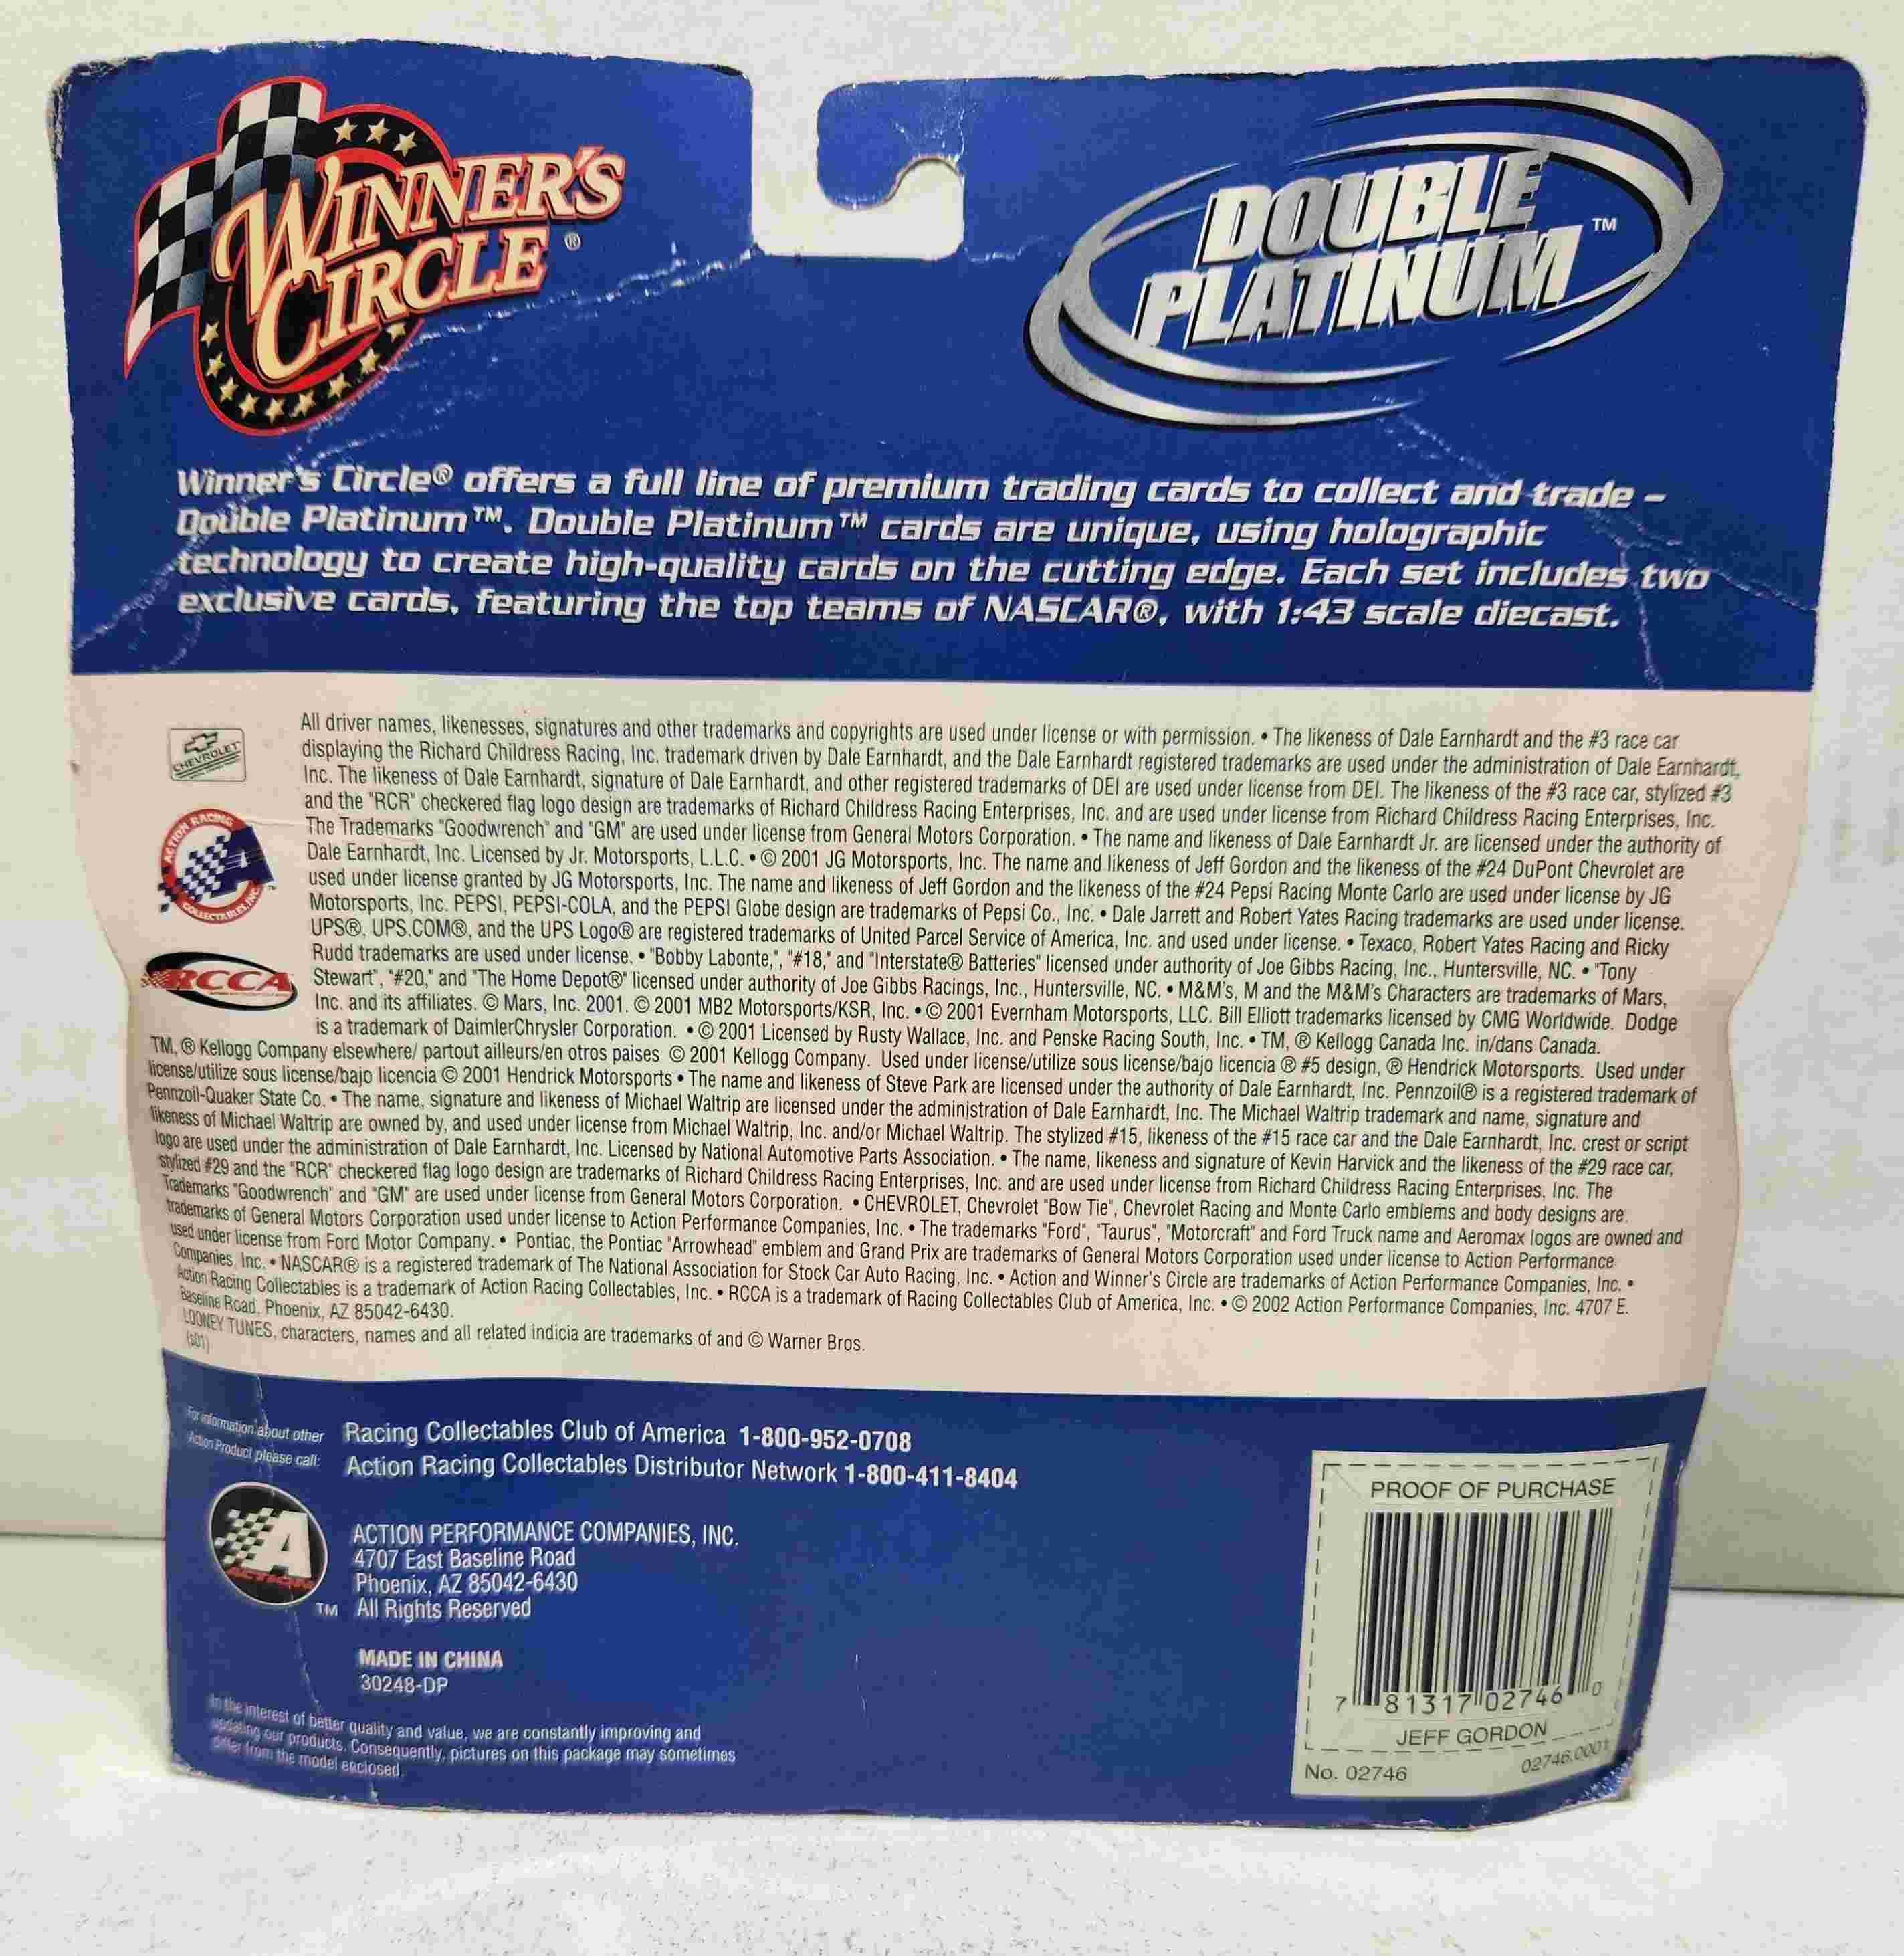 WINNER'S
CIRCLE ®
DOUBLE
PLATINUM ™
Winner's Circle® offers a full line of premium trading cards to collect and trade –
Double Platinum™. Double Platinum™ cards are unique, using holographic
technology to create high-quality cards on the cutting edge. Each set includes two
exclusive cards, featuring the top teams of NASCAR®, with 1:43 scale diecast.
CHEVROLET
ACTION RACING
COLLECTABLES, INC.
™
RCCA
All driver names, likenesses, signatures and other trademarks and copyrights are used under license or with permission. • The likeness of Dale Earnhardt and the #3 race car
displaying the Richard Childress Racing, Inc. trademark driven by Dale Earnhardt, and the Dale Earnhardt registered trademarks are used under the administration of Dale Earnhardt,
Inc. The likeness of Dale Earnhardt, signature of Dale Earnhardt, and other registered trademarks of DEI are used under license from DEI. The likeness of the #3 race car, stylized #3
and the "RCR" checkered flag logo design are trademarks of Richard Childress Racing Enterprises, Inc. and are used under license from Richard Childress Racing Enterprises, Inc.
The Trademarks "Goodwrench" and "GM" are used under license from General Motors Corporation. • The name and likeness of Dale Earnhardt Jr. are licensed under the authority of
Dale Earnhardt, Inc. Licensed by Jr. Motorsports, L.L.C. • © 2001 JG Motorsports, Inc. The name and likeness of Jeff Gordon and the likeness of the #24 DuPont Chevrolet are
used under license granted by JG Motorsports, Inc. The name and likeness of Jeff Gordon and the likeness of the #24 Pepsi Racing Monte Carlo are used under license by JG
Motorsports, Inc. PEPSI, PEPSI-COLA, and the PEPSI Globe design are trademarks of Pepsi Co., Inc. • Dale Jarrett and Robert Yates Racing trademarks are used under license.
UPS®, UPS.COM®, and the UPS Logo® are registered trademarks of United Parcel Service of America, Inc. and used under license. • Texaco, Robert Yates Racing and Ricky
Rudd trademarks are used under license. • "Bobby Labonte,", "#18," and "Interstate® Batteries" licensed under authority of Joe Gibbs Racing, Inc., Huntersville, NC. • "Tony
Stewart", "#20," and "The Home Depot®" licensed under authority of Joe Gibbs Racings, Inc., Huntersville, NC. • M&M's, M and the M&M's Characters are trademarks of Mars,
Inc. and its affiliates. © Mars, Inc. 2001. © 2001 MB2 Motorsports/KSR, Inc. • © 2001 Evernham Motorsports, LLC. Bill Elliott trademarks licensed by CMG Worldwide. Dodge
is a trademark of DaimlerChrysler Corporation. • © 2001 Licensed by Rusty Wallace, Inc. and Penske Racing South, Inc. • TM, ® Kellogg Canada Inc. in/dans Canada.
TM, ® Kellogg Company elsewhere/ partout ailleurs/en otros paises © 2001 Kellogg Company. Used under license/utilize sous license/bajo licencia ® #5 design, ® Hendrick Motorsports. Used under
license/utilize sous license/bajo licencia © 2001 Hendrick Motorsports • The name and likeness of Steve Park are licensed under the authority of Dale Earnhardt, Inc. Pennzoil® is a registered trademark of
Pennzoil-Quaker State Co. • The name, signature and likeness of Michael Waltrip are licensed under the administration of Dale Earnhardt, Inc. The Michael Waltrip trademark and name, signature and
likeness of Michael Waltrip are owned by, and used under license from Michael Waltrip, Inc. and/or Michael Waltrip. The stylized #15, likeness of the #15 race car and the Dale Earnhardt, Inc. crest or script
logo are used under the administration of Dale Earnhardt, Inc. Licensed by National Automotive Parts Association. • The name, likeness and signature of Kevin Harvick and the likeness of the #29 race car,
stylized #29 and the "RCR" checkered flag logo design are trademarks of Richard Childress Racing Enterprises, Inc. and are used under license from Richard Childress Racing Enterprises, Inc. The
Trademarks "Goodwrench" and "GM" are used under license from General Motors Corporation. • CHEVROLET, Chevrolet "Bow Tie", Chevrolet Racing and Monte Carlo emblems and body designs are
trademarks of General Motors Corporation used under license to Action Performance Companies, Inc. • The trademarks "Ford", "Taurus", "Motorcraft" and Ford Truck name and Aeromax logos are owned and
used under license from Ford Motor Company. • Pontiac, the Pontiac "Arrowhead" emblem and Grand Prix are trademarks of General Motors Corporation used under license to Action Performance
Companies, Inc. • NASCAR® is a registered trademark of The National Association for Stock Car Auto Racing, Inc. • Action and Winner's Circle are trademarks of Action Performance Companies, Inc. •
Action Racing Collectables is a trademark of Action Racing Collectables, Inc. • RCCA is a trademark of Racing Collectables Club of America, Inc. • © 2002 Action Performance Companies, Inc. 4707 E.
Baseline Road, Phoenix, AZ 85042-6430.
LOONEY TUNES, characters, names and all related indicia are trademarks of and © Warner Bros.
(s01)
For information about other
Action Product please call:
Racing Collectables Club of America 1-800-952-0708
Action Racing Collectables Distributor Network 1-800-411-8404
A
ACTION
TM
ACTION PERFORMANCE COMPANIES, INC.
4707 East Baseline Road
Phoenix, AZ 85042-6430
All Rights Reserved
MADE IN CHINA
30248-DP
In the interest of better quality and value, we are constantly improving and
updating our products. Consequently, pictures on this package may sometimes
differ from the model enclosed.
PROOF OF PURCHASE
7 81317 02746 0
JEFF GORDON
No. 02746
02746.0001